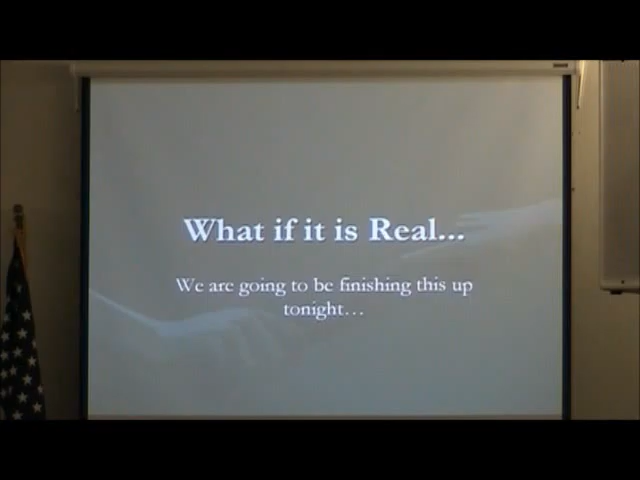 What if it is Real...
We are going to be finishing this up
tonight...